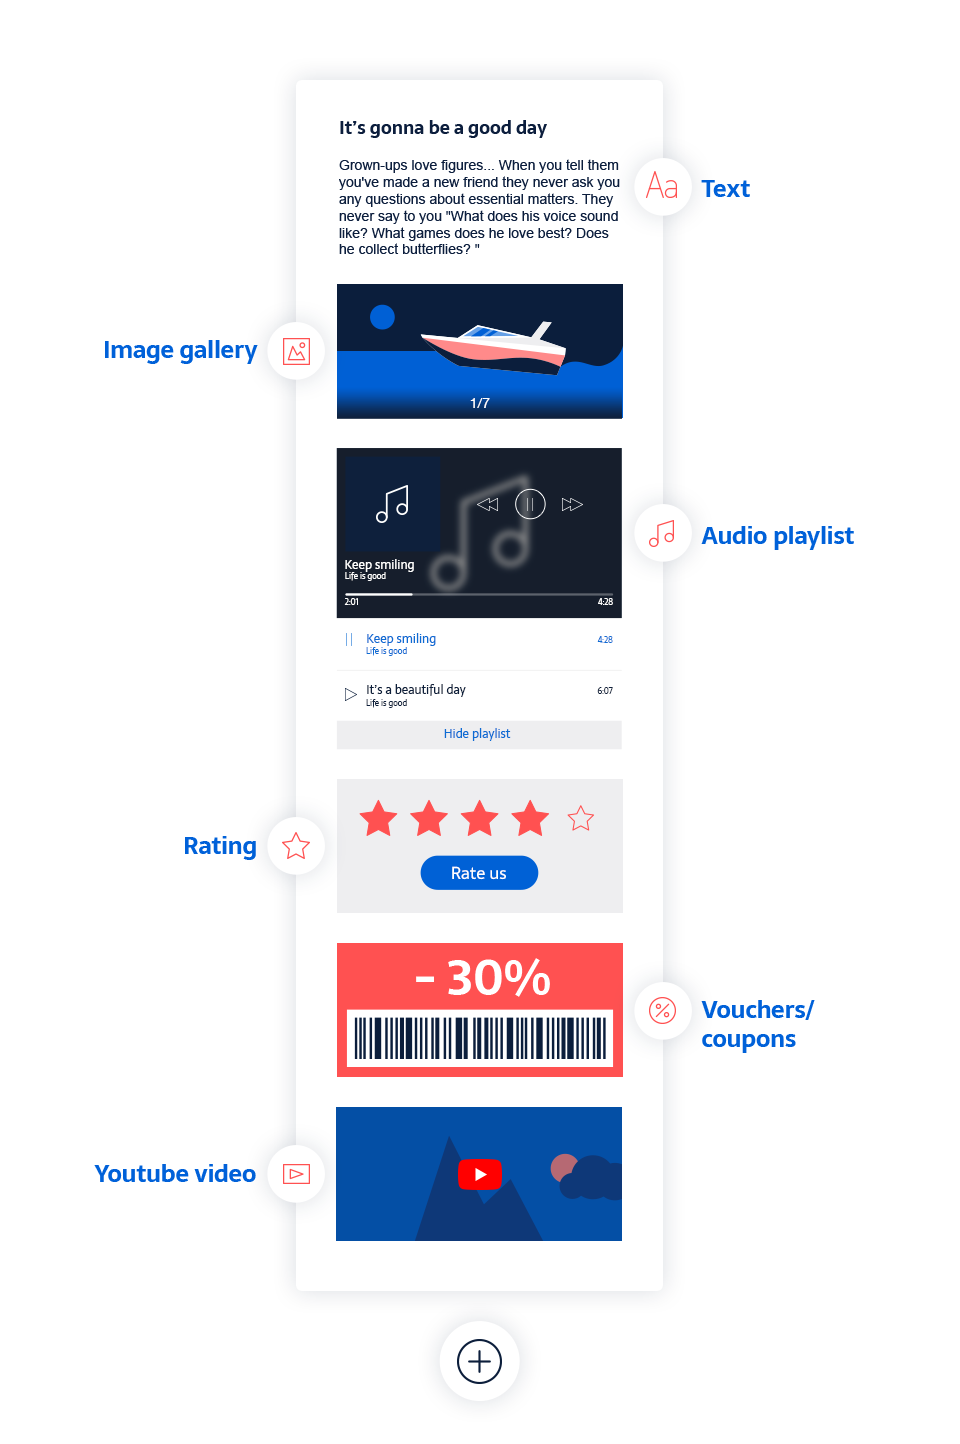 It's gonna be a good day
Grown-ups love figures... When you tell them
you've made a new friend they never ask you
any questions about essential matters. They
never say to you "What does his voice sound
like? What games does he love best? Does
he collect butterflies? "
Aa
Text
Image gallery
1/7
Audio playlist
Keep smiling
Life is good
2:01 4:28
Keep smiling 4:28
Life is good
It's a beautiful day 6:07
Life is good
Hide playlist
Rating
Rate us
- 30%
Vouchers/
coupons
Youtube video